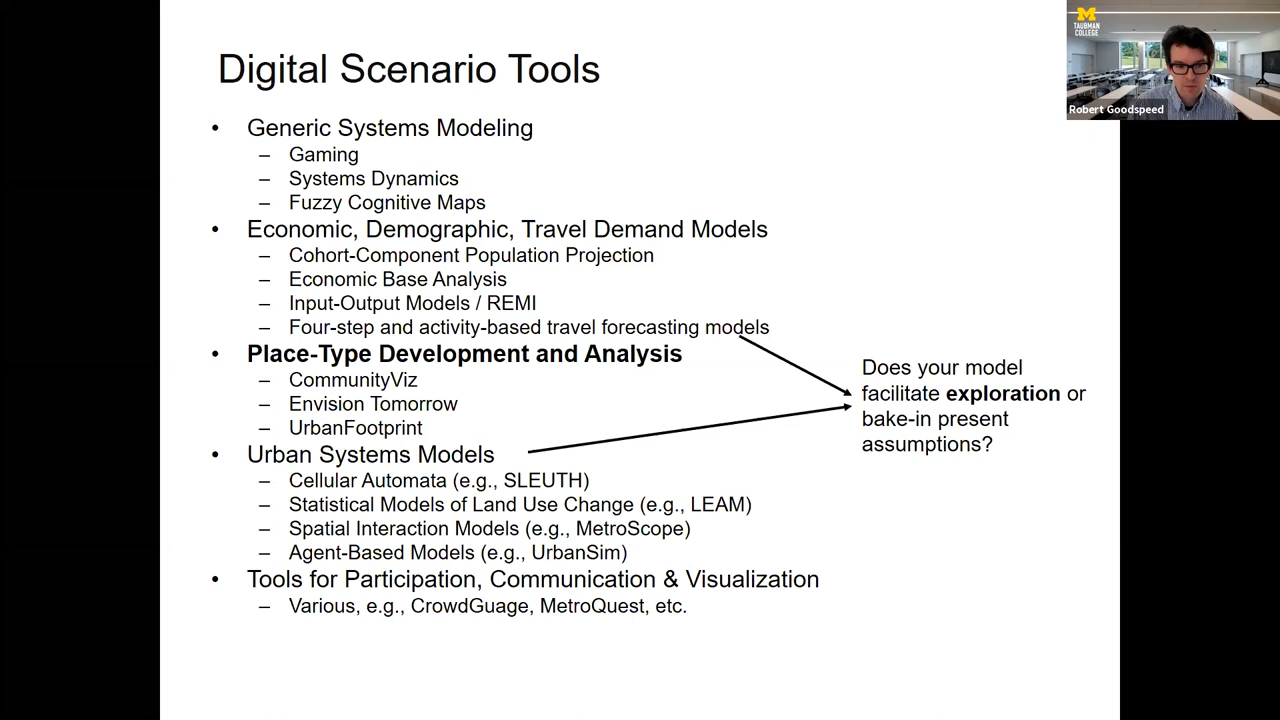 Digital Scenario Tools
• Generic Systems Modeling
– Gaming
– Systems Dynamics
– Fuzzy Cognitive Maps
• Economic, Demographic, Travel Demand Models
– Cohort-Component Population Projection
– Economic Base Analysis
– Input-Output Models / REMI
– Four-step and activity-based travel forecasting models
• Place-Type Development and Analysis
– CommunityViz
– Envision Tomorrow
– UrbanFootprint
• Urban Systems Models
– Cellular Automata (e.g., SLEUTH)
– Statistical Models of Land Use Change (e.g., LEAM)
– Spatial Interaction Models (e.g., MetroScope)
– Agent-Based Models (e.g., UrbanSim)
• Tools for Participation, Communication & Visualization
– Various, e.g., CrowdGuage, MetroQuest, etc.
Does your model
facilitate exploration or
bake-in present
assumptions?
M
TAUBMAN
COLLEGE
Robert Goodspeed